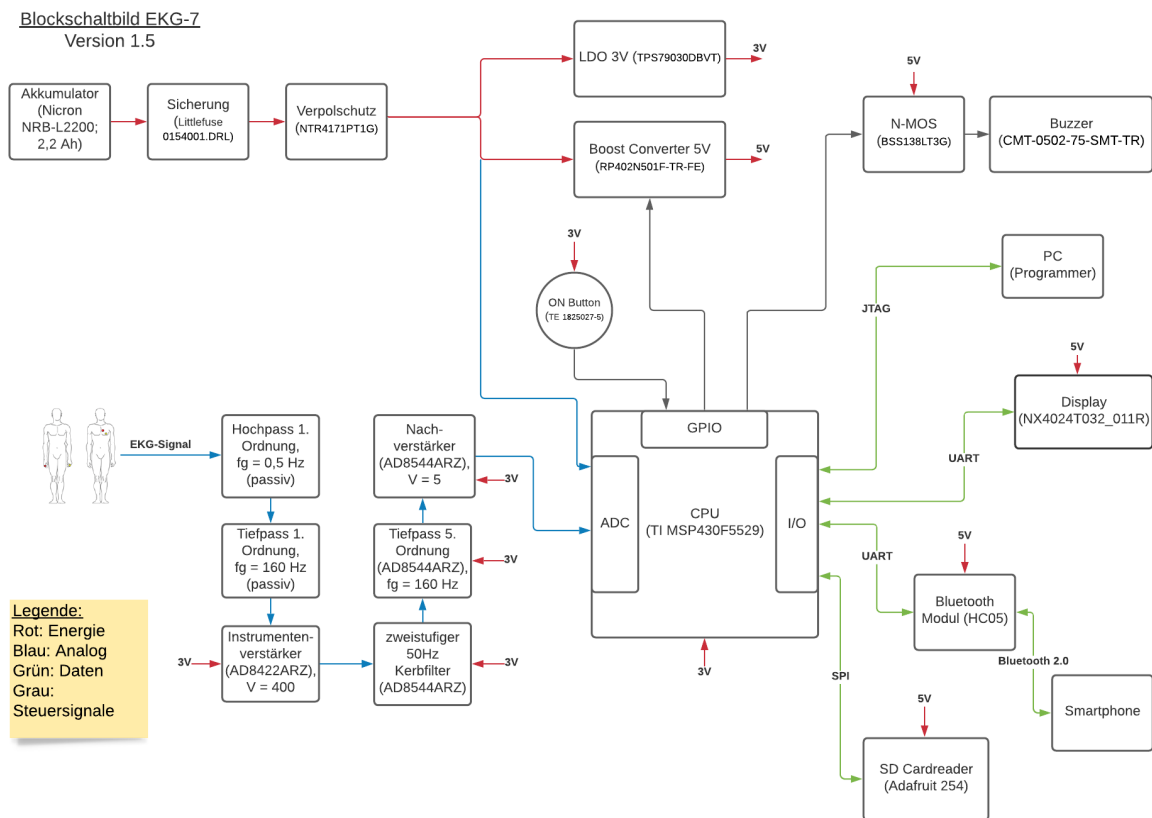 Blockschaltbild EKG-7
Version 1.5
Akkumulator
(Nicron
NRB-L2200;
2,2 Ah)
Sicherung
(Littlefuse
0154001.DRL)
Verpolschutz
(NTR4171PT1G)
LDO 3V (TPS79030DBVT)
3V
Boost Converter 5V
(RP402N501F-TR-FE)
5V
5V
N-MOS
(BSS138LT3G)
Buzzer
(CMT-0502-75-SMT-TR)
3V
ON Button
(TE 1825027-5)
PC
(Programmer)
JTAG
5V
Display
(NX4024T032_011R)
UART
EKG-Signal
Hochpass 1.
Ordnung,
fg = 0,5 Hz
(passiv)
Tiefpass 1.
Ordnung,
fg = 160 Hz
(passiv)
3V
Instrumenten-
verstärker
(AD8422ARZ),
V = 400
zweistufiger
50Hz
Kerbfilter
(AD8544ARZ)
3V
Tiefpass 5.
Ordnung
(AD8544ARZ),
fg = 160 Hz
3V
Nach-
verstärker
(AD8544ARZ),
V = 5
3V
GPIO
ADC
CPU
(TI MSP430F5529)
I/O
3V
UART
5V
Bluetooth
Modul (HC05)
Bluetooth 2.0
Smartphone
SPI
5V
SD Cardreader
(Adafruit 254)
Legende:
Rot: Energie
Blau: Analog
Grün: Daten
Grau:
Steuersignale